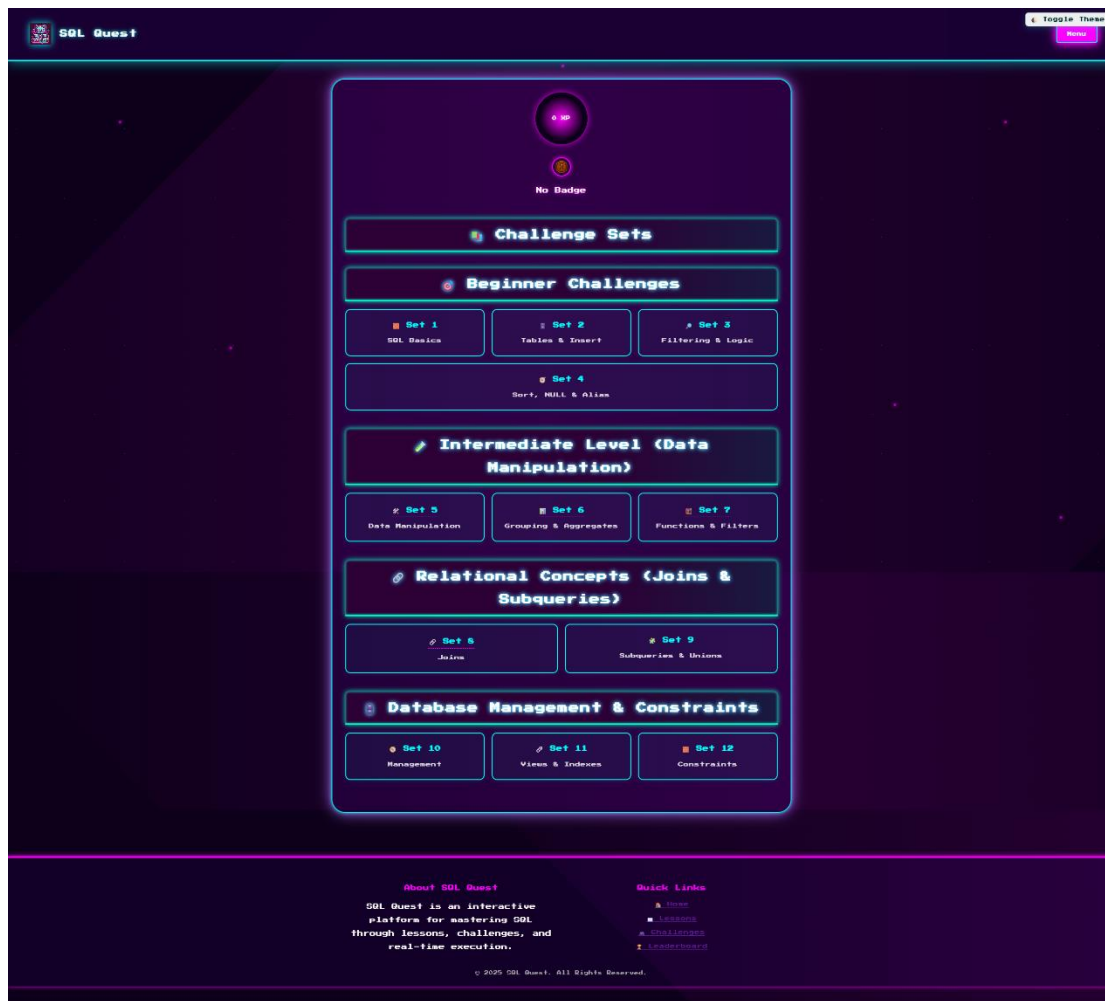 SQL Quest
Toggle Theme
Menu
0 XP
No Badge
Challenge Sets
Beginner Challenges
Set 1
SQL Basics
Set 2
Tables & Insert
Set 3
Filtering & Logic
Set 4
Sort, NULL & Alias
Intermediate Level (Data
Manipulation)
Set 5
Data Manipulation
Set 6
Grouping & Aggregates
Set 7
Functions & Filters
Relational Concepts (Joins &
Subqueries)
Set 8
Joins
Set 9
Subqueries & Unions
Database Management & Constraints
Set 10
Management
Set 11
Views & Indexes
Set 12
Constraints
About SQL Quest
SQL Quest is an interactive
platform for mastering SQL
through lessons, challenges, and
real-time execution.
Quick Links
Home
Lessons
Challenges
Leaderboard
© 2025 SQL Quest. All Rights Reserved.